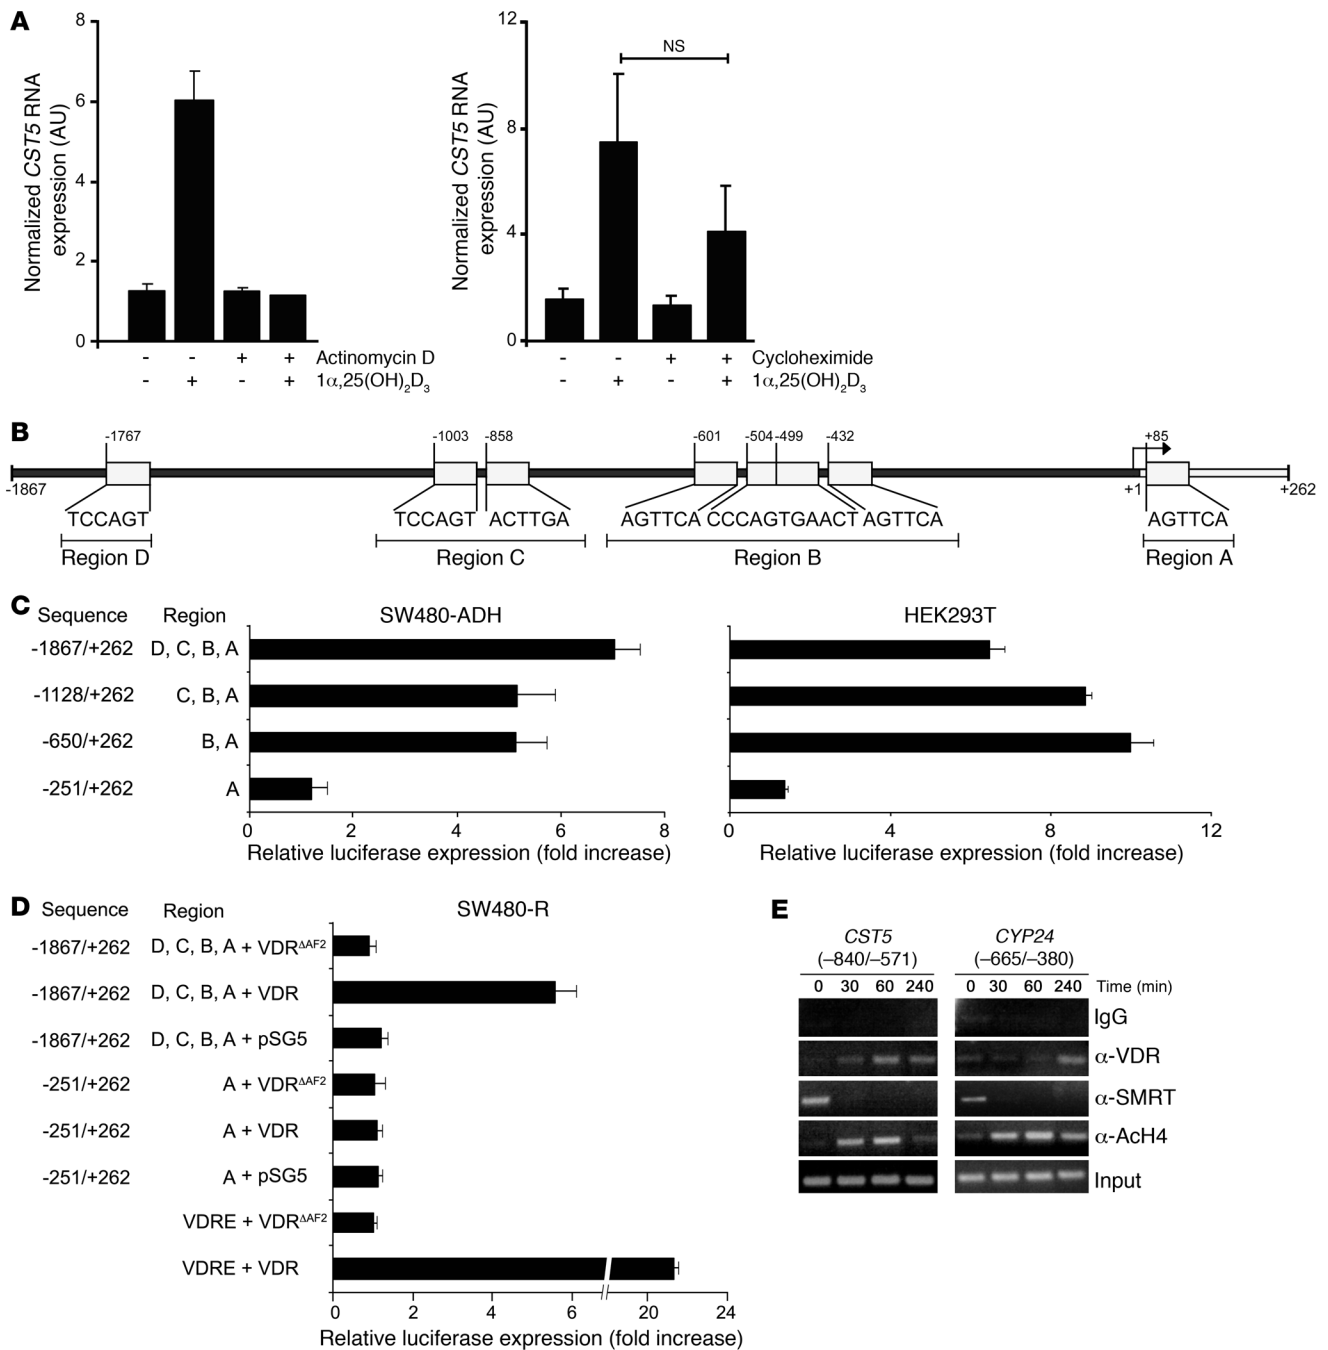 A
Normalized CST5 RNA
expression (AU)
8
6
4
2
0
- - + + Actinomycin D
- + - + 1α,25(OH)₂D₃
Normalized CST5 RNA
expression (AU)
12
8
4
0
NS
- - + + Cycloheximide
- + - + 1α,25(OH)₂D₃
B
-1767 -1003 -858 -601 -504 -499 -432 +85
-1867 +1 +262
TCCAGT TCCAGT ACTTGA AGTTCA CCCAGTGAACT AGTTCA AGTTCA
Region D Region C Region B Region A
C
Sequence Region SW480-ADH HEK293T
-1867/+262 D, C, B, A
-1128/+262 C, B, A
-650/+262 B, A
-251/+262 A
0 2 4 6 8
Relative luciferase expression (fold increase)
0 4 8 12
Relative luciferase expression (fold increase)
D
Sequence Region SW480-R
-1867/+262 D, C, B, A + VDRΔAF2
-1867/+262 D, C, B, A + VDR
-1867/+262 D, C, B, A + pSG5
-251/+262 A + VDRΔAF2
-251/+262 A + VDR
-251/+262 A + pSG5
VDRE + VDRΔAF2
VDRE + VDR
0 2 4 6 20 24
Relative luciferase expression (fold increase)
E
CST5 CYP24
(–840/–571) (–665/–380)
0 30 60 240 0 30 60 240 Time (min)
IgG
α-VDR
α-SMRT
α-AcH4
Input